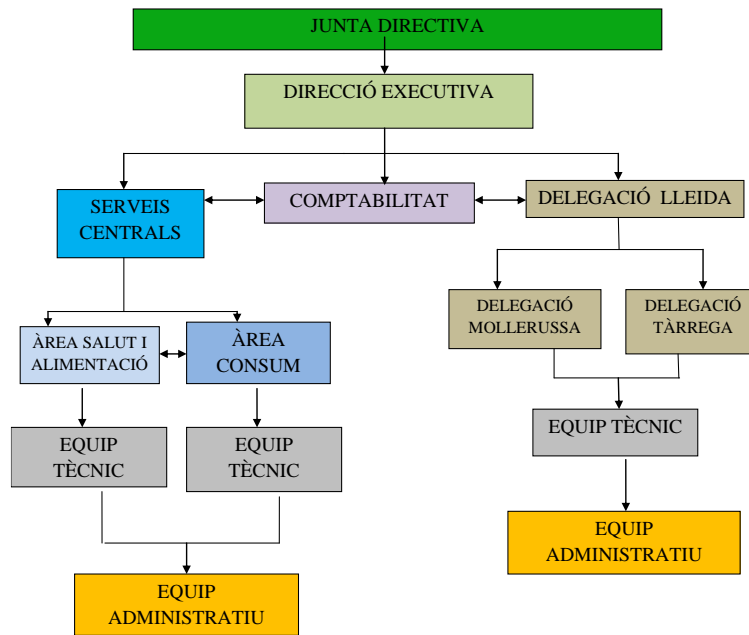 JUNTA DIRECTIVA
DIRECCIÓ EXECUTIVA
SERVEIS
CENTRALS
COMPTABILITAT
DELEGACIÓ LLEIDA
DELEGACIÓ
MOLLERUSSA
DELEGACIÓ
TÀRREGA
ÀREA SALUT I
ALIMENTACIÓ
ÀREA
CONSUM
EQUIP
TÈCNIC
EQUIP
TÈCNIC
EQUIP TÈCNIC
EQUIP
ADMINISTRATIU
EQUIP
ADMINISTRATIU